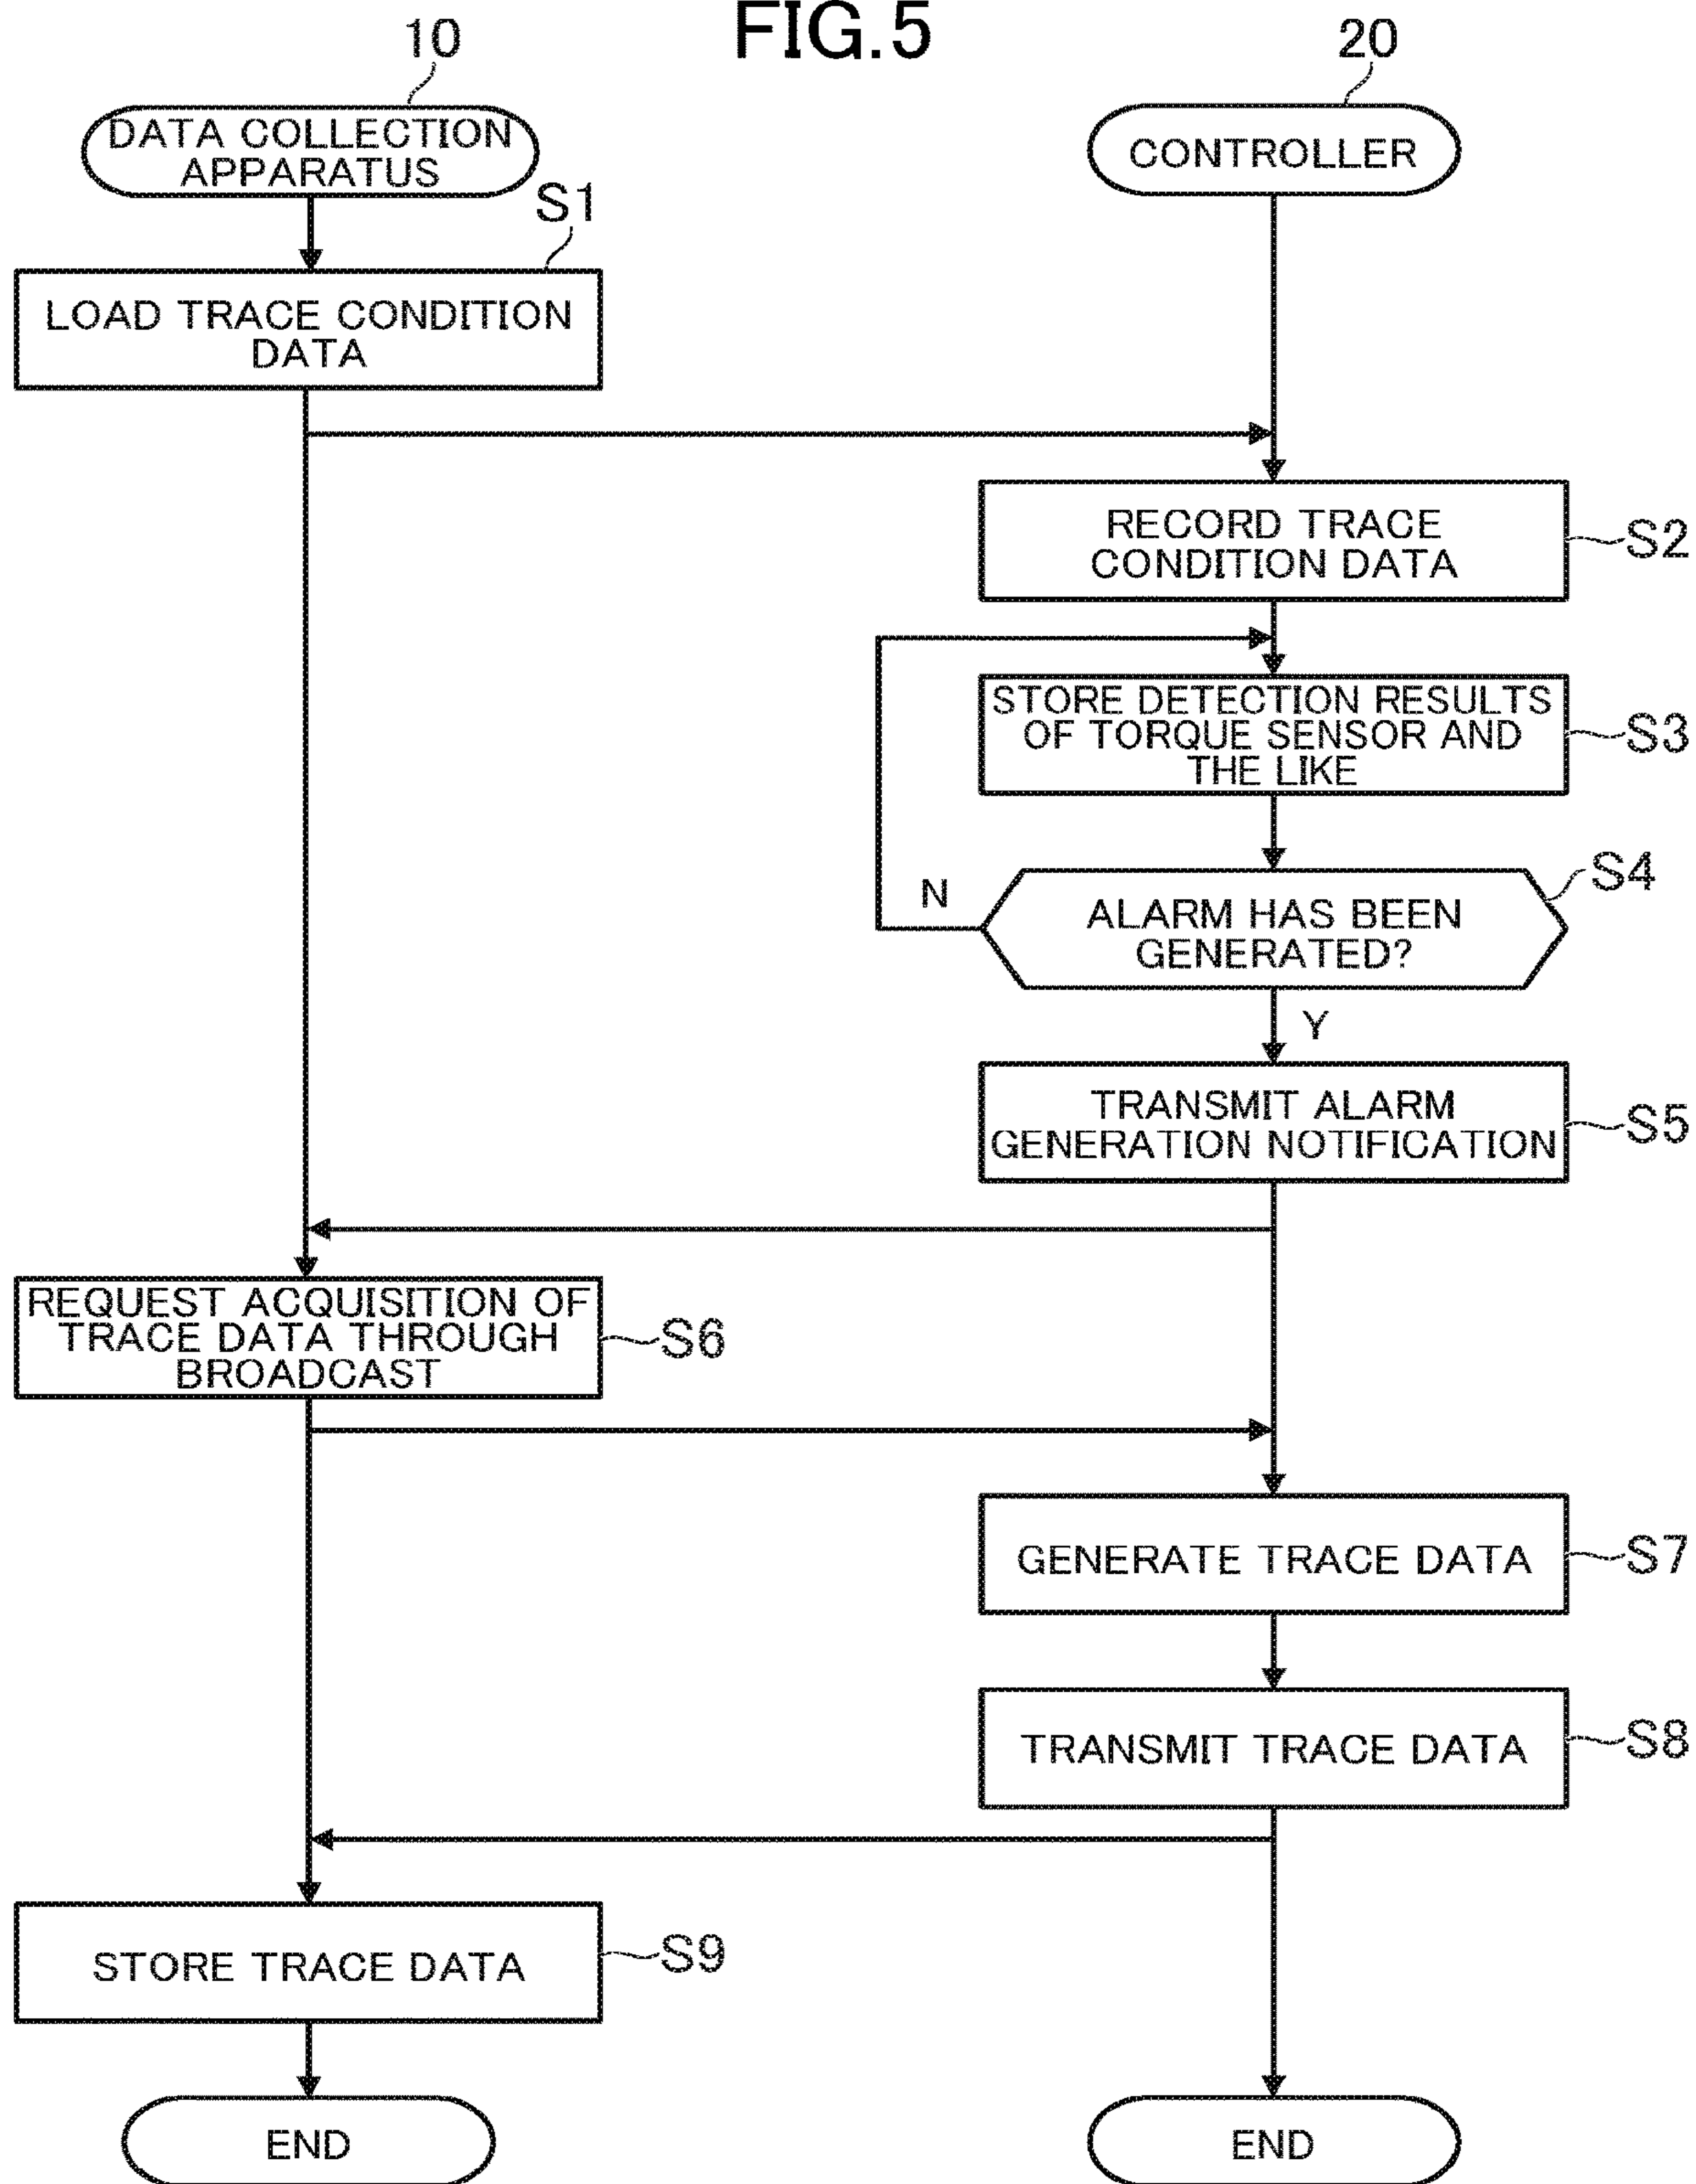 FIG.5
10
20
DATA COLLECTION
APPARATUS
CONTROLLER
S1
LOAD TRACE CONDITION
DATA
RECORD TRACE
CONDITION DATA
S2
STORE DETECTION RESULTS
OF TORQUE SENSOR AND
THE LIKE
S3
S4
N
ALARM HAS BEEN
GENERATED?
Y
TRANSMIT ALARM
GENERATION NOTIFICATION
S5
REQUEST ACQUISITION OF
TRACE DATA THROUGH
BROADCAST
S6
GENERATE TRACE DATA
S7
TRANSMIT TRACE DATA
S8
STORE TRACE DATA
S9
END
END